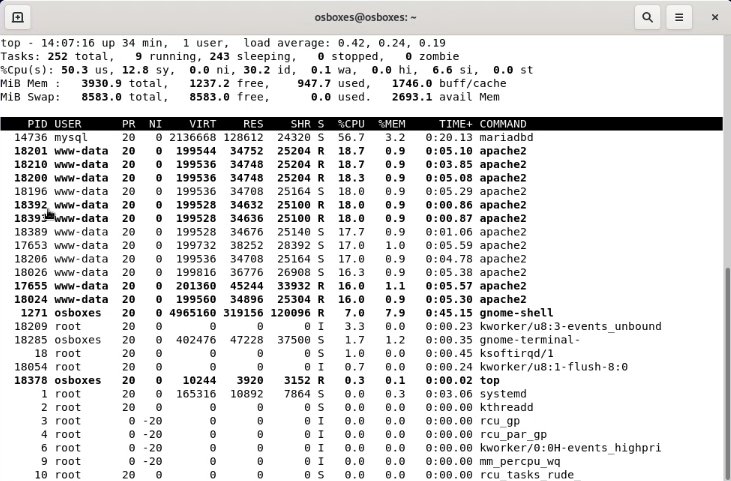 osboxes@osboxes: ~
top - 14:07:16 up 34 min,  1 user,  load average: 0.42, 0.24, 0.19
Tasks: 252 total,   9 running, 243 sleeping,   0 stopped,   0 zombie
%Cpu(s): 50.3 us, 12.8 sy,  0.0 ni, 30.2 id,  0.1 wa,  0.0 hi,  6.6 si,  0.0 st
MiB Mem :   3930.9 total,   1237.2 free,    947.7 used,   1746.0 buff/cache
MiB Swap:   8583.0 total,   8583.0 free,      0.0 used.   2693.1 avail Mem
PID USER      PR  NI    VIRT    RES    SHR S  %CPU  %MEM     TIME+ COMMAND
14736 mysql     20   0 2136668 128612  24320 S  56.7   3.2   0:20.13 mariadbd
18201 www-data  20   0  199544  34752  25204 R  18.7   0.9   0:05.10 apache2
18210 www-data  20   0  199536  34748  25204 R  18.7   0.9   0:03.85 apache2
18200 www-data  20   0  199536  34748  25204 R  18.3   0.9   0:05.08 apache2
18196 www-data  20   0  199536  34708  25164 S  18.0   0.9   0:05.29 apache2
18392 www-data  20   0  199528  34632  25100 R  18.0   0.9   0:00.86 apache2
www-data  20   0  199528  34636  25100 R  18.0   0.9   0:00.87 apache2
18389 www-data  20   0  199528  34676  25140 S  17.7   0.9   0:01.06 apache2
17653 www-data  20   0  199732  38252  28392 S  17.0   1.0   0:05.59 apache2
18206 www-data  20   0  199536  34708  25164 S  16.7   0.9   0:04.78 apache2
18026 www-data  20   0  199816  36776  26908 S  16.3   0.9   0:05.38 apache2
17655 www-data  20   0  201360  45244  33932 R  16.0   1.1   0:05.57 apache2
18024 www-data  20   0  199560  34896  25304 R  16.0   0.9   0:05.30 apache2
1271 osboxes   20   0 4965160 319156 120096 R   7.0   7.9   0:45.15 gnome-shell
18209 root      20   0       0      0      0 I   3.3   0.0   0:00.23 kworker/u8:3-events_unbound
18285 osboxes   20   0  402476  47228  37500 S   1.7   1.2   0:00.35 gnome-terminal-
18 root      20   0       0      0      0 S   1.0   0.0   0:00.45 ksoftirqd/1
18054 root      20   0       0      0      0 I   0.7   0.0   0:00.24 kworker/u8:1-flush-8:0
18378 osboxes   20   0   10244   3920   3152 R   0.3   0.1   0:00.02 top
1 root      20   0  165316  10892   7864 S   0.0   0.3   0:03.06 systemd
2 root      20   0       0      0      0 S   0.0   0.0   0:00.00 kthreadd
3 root       0 -20       0      0      0 I   0.0   0.0   0:00.00 rcu_gp
4 root       0 -20       0      0      0 I   0.0   0.0   0:00.00 rcu_par_gp
6 root       0 -20       0      0      0 I   0.0   0.0   0:00.00 kworker/0:0H-events_highpri
9 root       0 -20       0      0      0 I   0.0   0.0   0:00.00 mm_percpu_wq
10 root      20   0       0      0      0 S   0.0   0.0   0:00.00 rcu_tasks_rude_